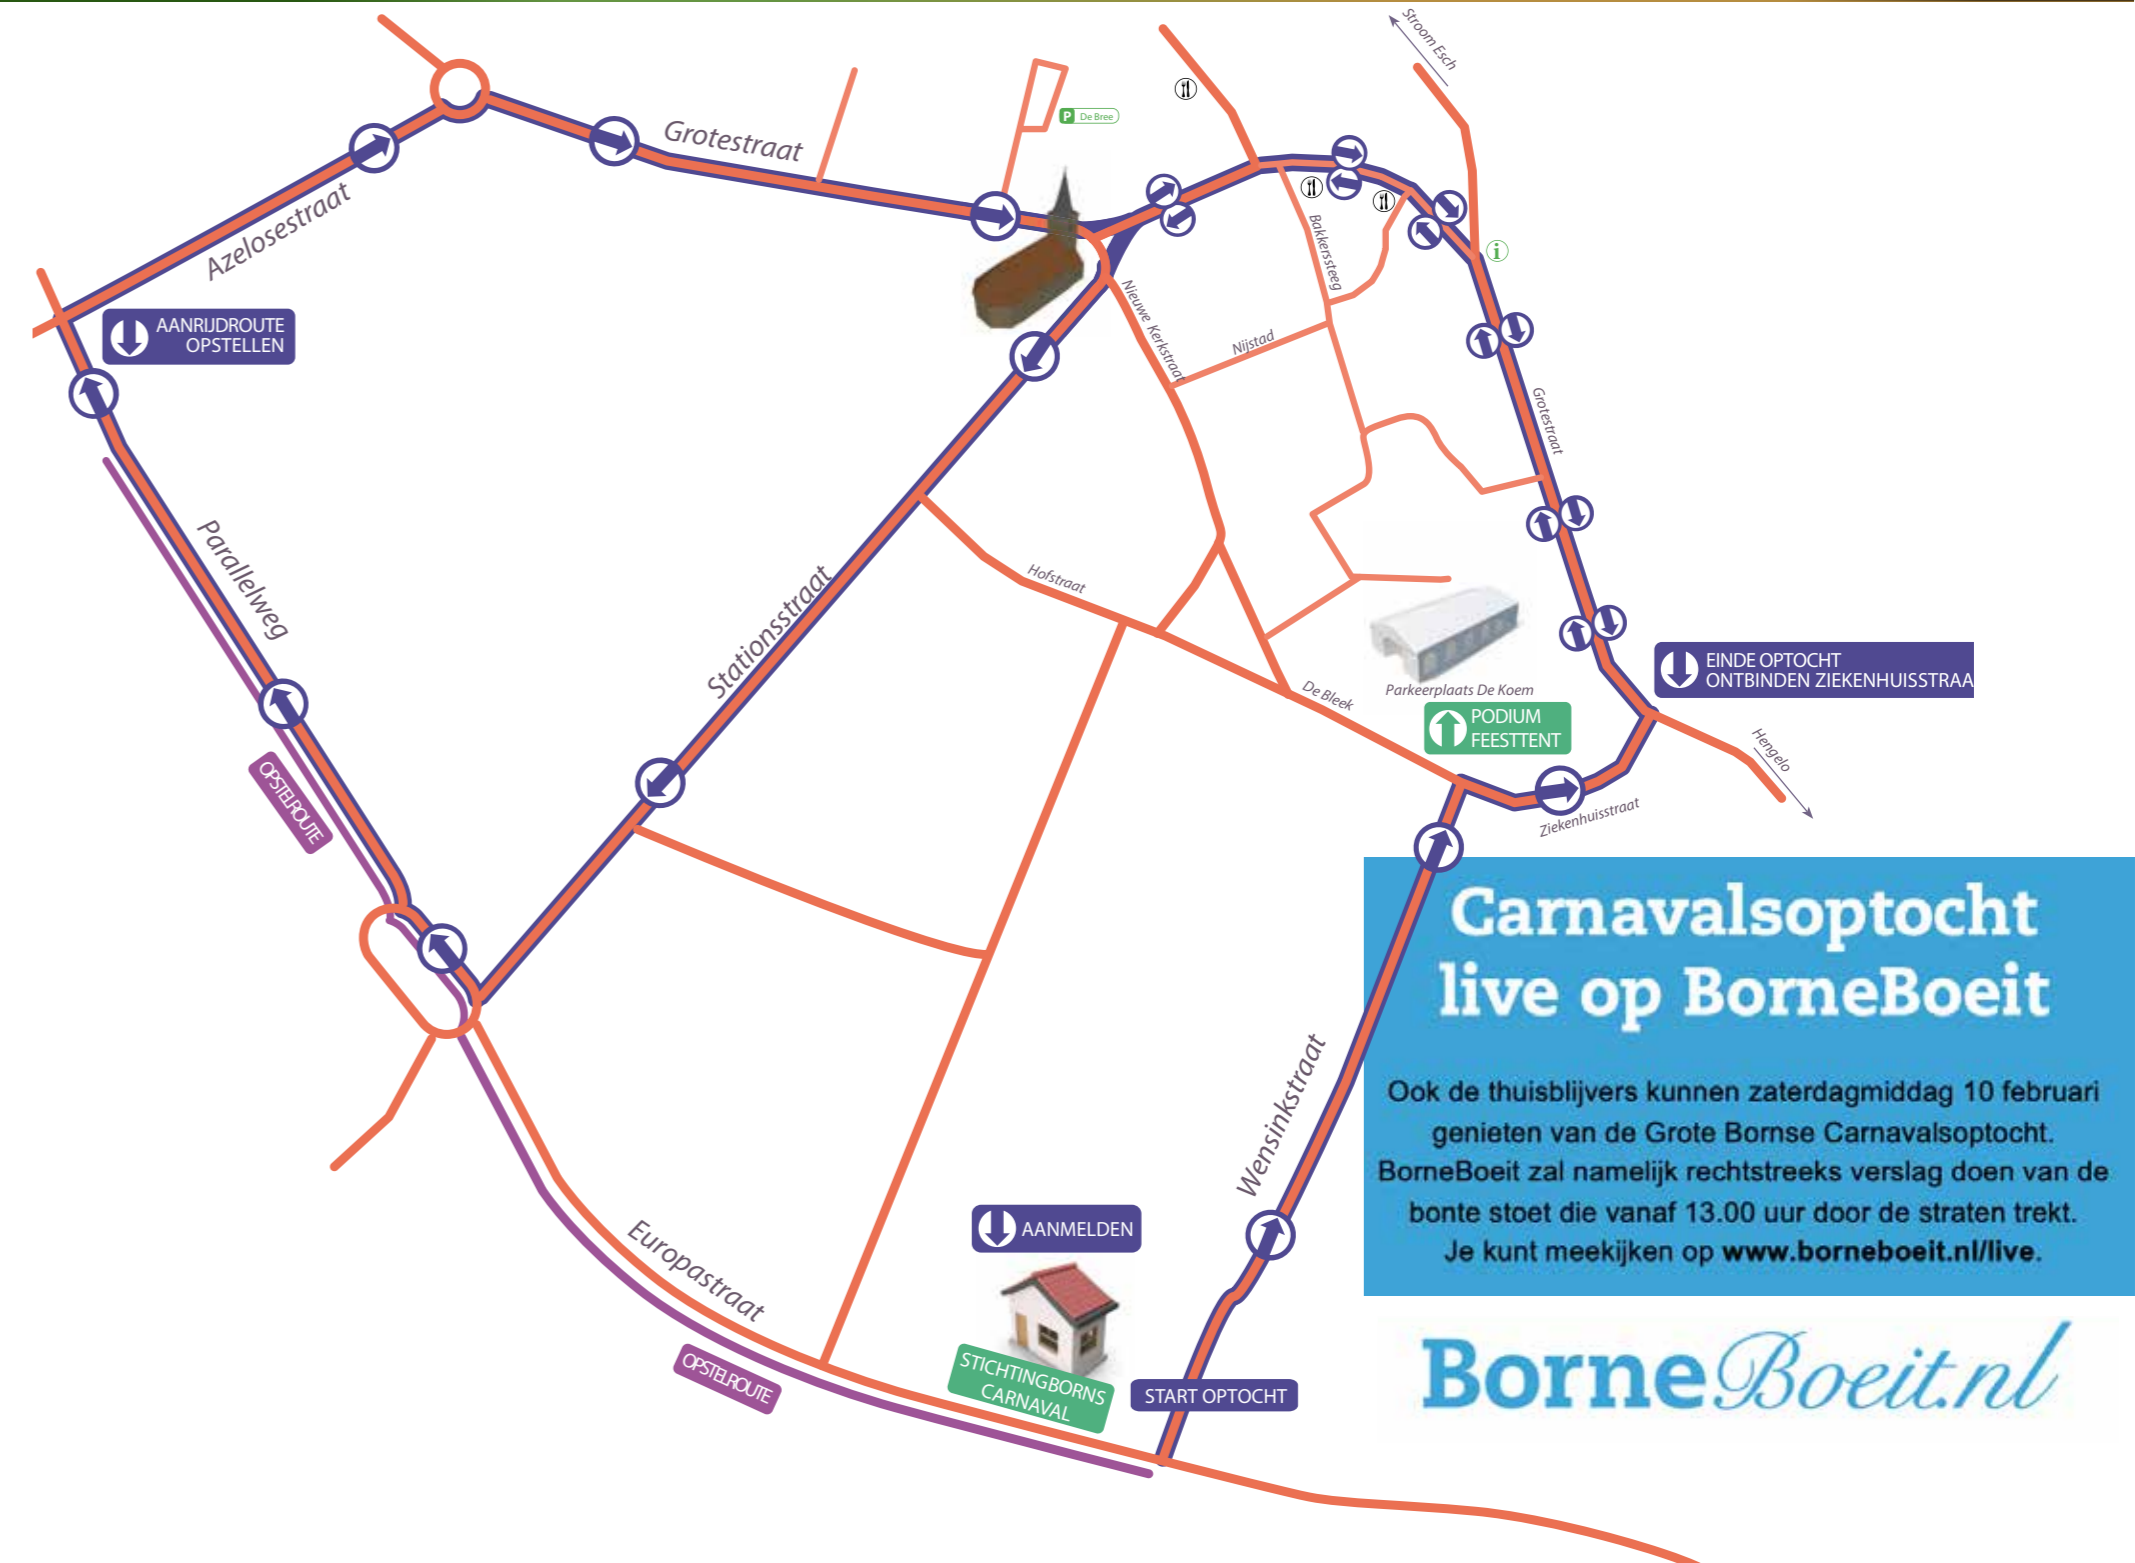 Stroom Esch
Grotestraat
P De Bree
Azelosestraat
AANRIJDROUTE
OPSTELLEN
Bakkerssteeg
i
Nieuwe Kerkstraat
Nijstad
Grotestraat
Parallelweg
Stationsstraat
Hofstraat
De Bleek
Parkeerplaats De Koem
PODIUM
FEESTTENT
EINDE OPTOCHT
ONTBINDEN ZIEKENHUISSTRAA
Hengelo
Ziekenhuisstraat
OPSTELROUTE
Carnavalsoptocht
live op BorneBoeit
Ook de thuisblijvers kunnen zaterdagmiddag 10 februari
genieten van de Grote Bornse Carnavalsoptocht.
BorneBoeit zal namelijk rechtstreeks verslag doen van de
bonte stoet die vanaf 13.00 uur door de straten trekt.
Je kunt meekijken op www.borneboeit.nl/live.
Wensinkstraat
Europastraat
AANMELDEN
OPSTELROUTE
STICHTINGBORNS
CARNAVAL
START OPTOCHT
BorneBoeit.nl